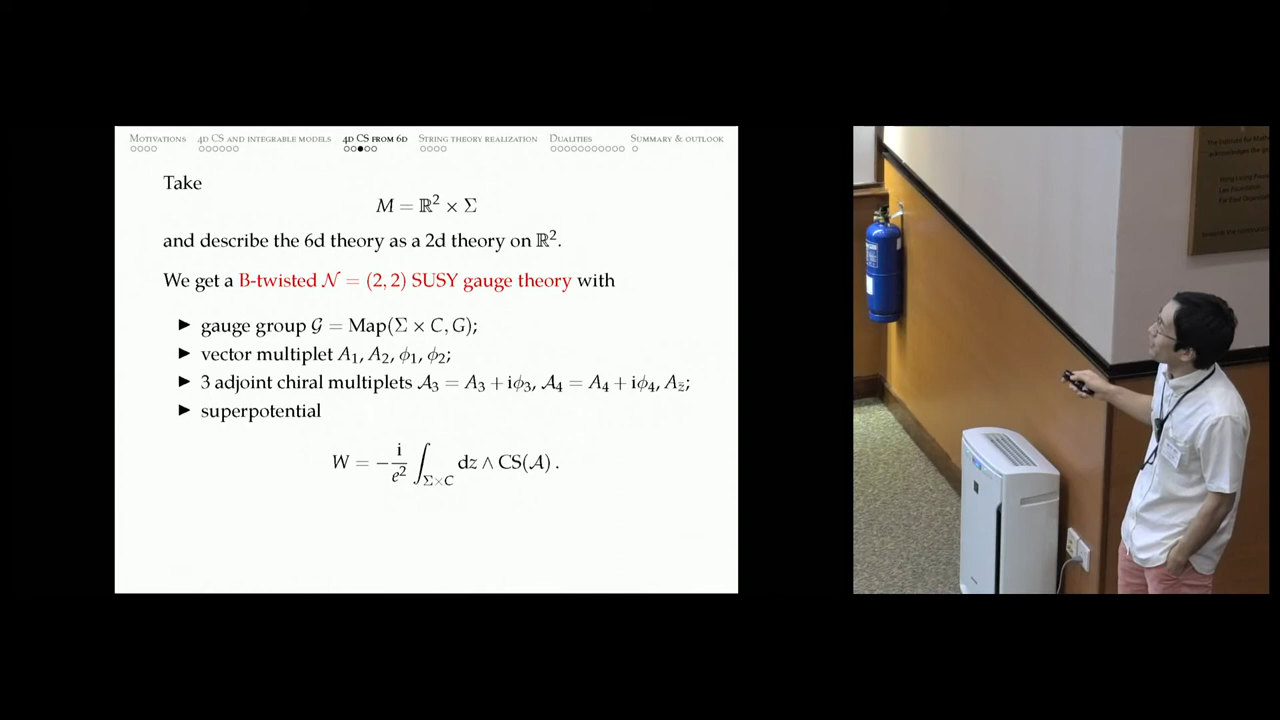 MOTIVATIONS 4D CS AND INTEGRABLE MODELS 4D CS FROM 6D STRING THEORY REALIZATION DUALITIES SUMMARY & OUTLOOK
Take
M = ℝ² × Σ
and describe the 6d theory as a 2d theory on ℝ².
We get a B-twisted 𝒩 = (2, 2) SUSY gauge theory with
► gauge group 𝒢 = Map(Σ × C, G);
► vector multiplet A₁, A₂, ϕ₁, ϕ₂;
► 3 adjoint chiral multiplets 𝒜₃ = A₃ + iϕ₃, 𝒜₄ = A₄ + iϕ₄, A_z̄;
► superpotential
W = −i/e² ∫_{Σ×C} dz ∧ CS(𝒜) .